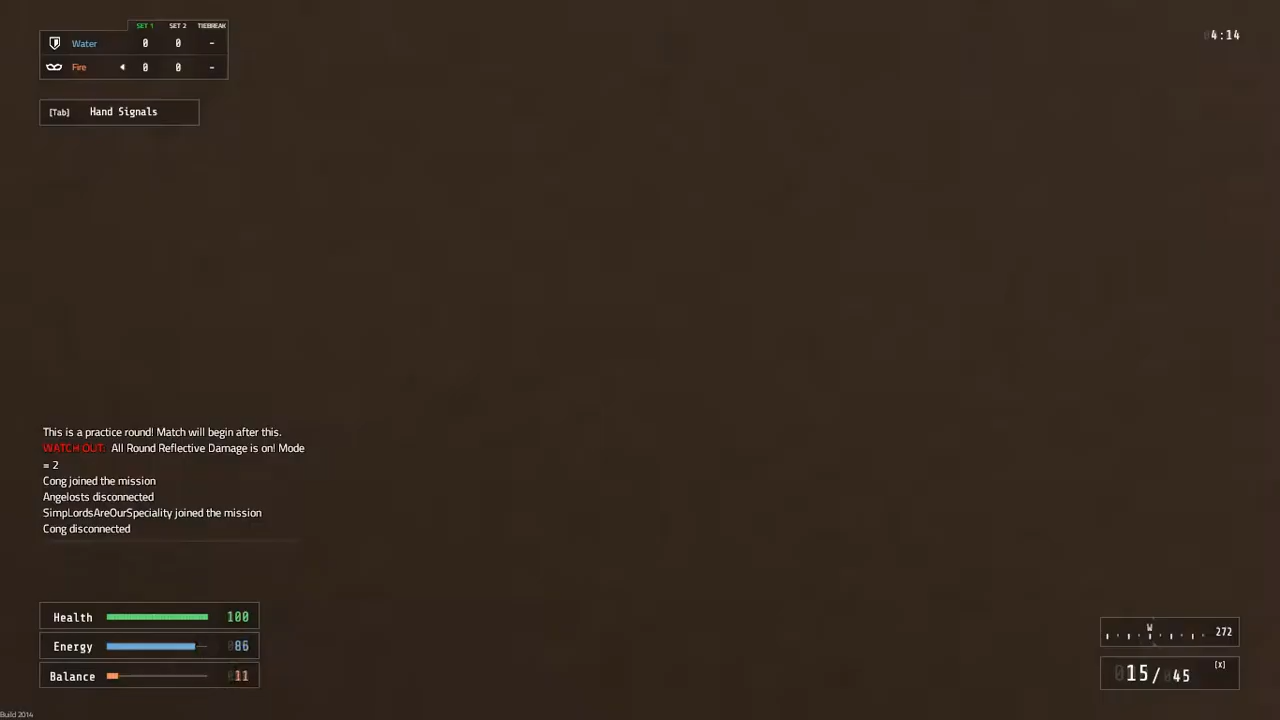 SET 1 SET 2 TIEBREAK
Water 0 0 -
Fire 0 0 -
[Tab] Hand Signals
4:14
This is a practice round! Match will begin after this.
WATCH OUT: All Round Reflective Damage is on! Mode
= 2
Cong joined the mission
Angelosts disconnected
SimpLordsAreOurSpeciality joined the mission
Cong disconnected
Health 100
Energy 86
Balance 11
W 272
15/ 45 [x]
Build 2014